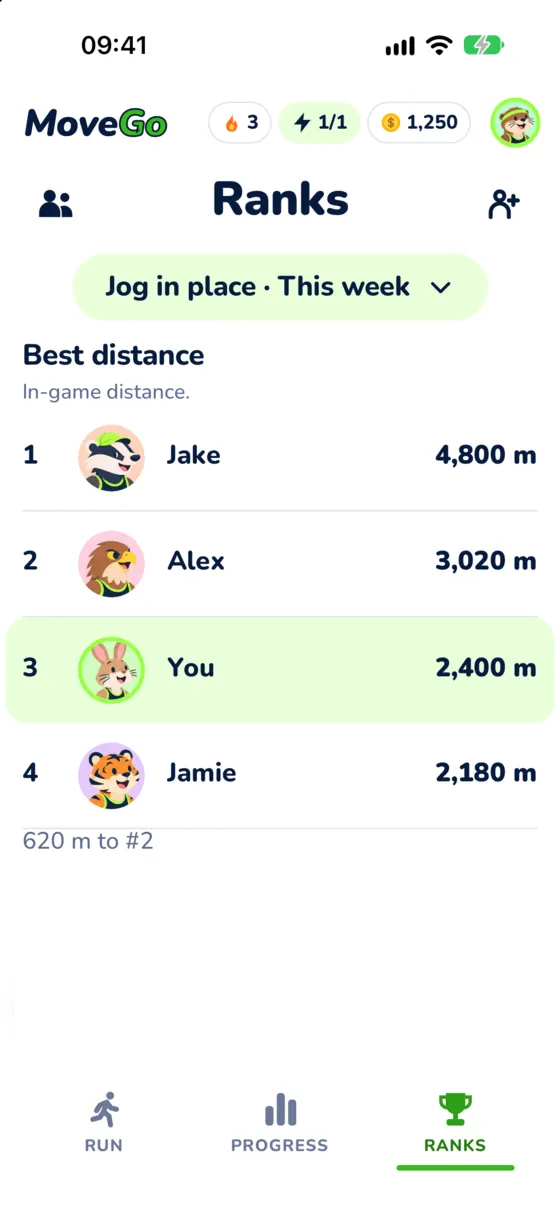 09:41
MoveGo
3
1/1
1,250
Ranks
Jog in place · This week
Best distance
In-game distance.
1 Jake 4,800 m
2 Alex 3,020 m
3 You 2,400 m
4 Jamie 2,180 m
620 m to #2
RUN PROGRESS RANKS